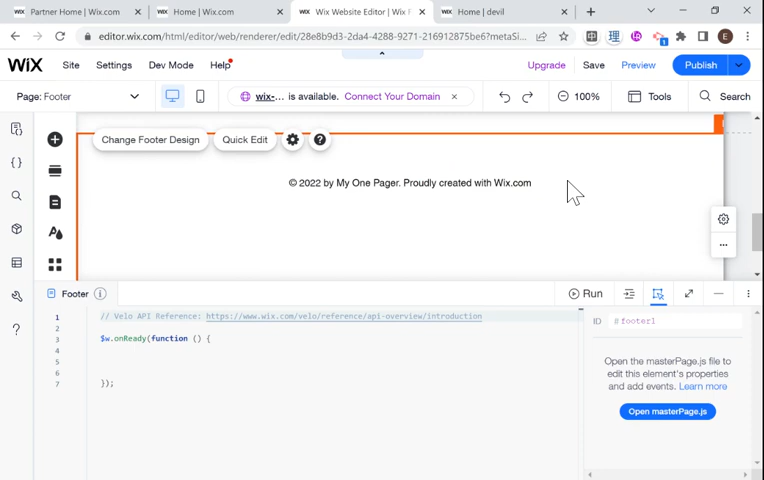 Partner Home | Wix.com
Home | Wix.com
Wix Website Editor | Wix F
Home | devil
editor.wix.com/html/editor/web/renderer/edit/28e8b9d3-2da4-4288-9271-216912875be6?metaSi
中
理
1
E
WiX
Site
Settings
Dev Mode
Help
Upgrade
Save
Preview
Publish
Page: Footer
wix-... is available. Connect Your Domain
100%
Tools
Search
Change Footer Design
Quick Edit
© 2022 by My One Pager. Proudly created with Wix.com
Footer
Run
1 // Velo API Reference: https://www.wix.com/velo/reference/api-overview/introduction
2
3 $w.onReady(function () {
4
5
6
7 });
ID
@footer1
Open the masterPage.js file to
edit this element's properties
and add events. Learn more
Open masterPage.js